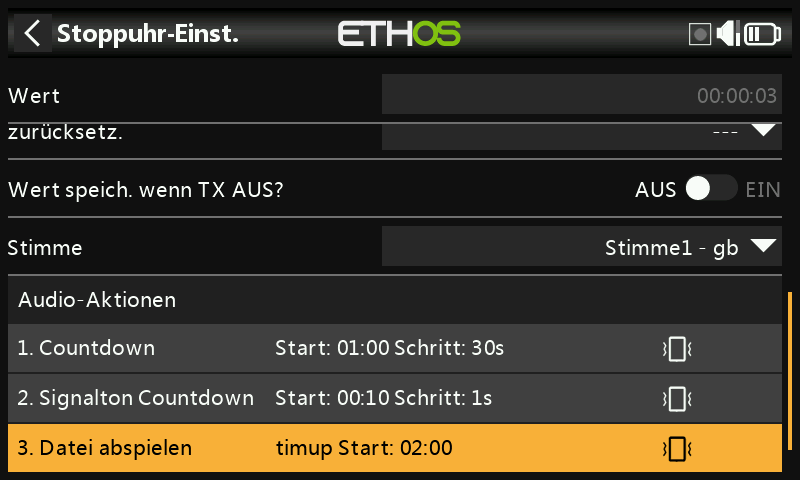 Stoppuhr-Einst. ETHOS
Wert 00:00:03
zurücksetz. ---
Wert speich. wenn TX AUS? AUS EIN
Stimme Stimme1 - gb
Audio-Aktionen
1. Countdown Start: 01:00 Schritt: 30s
2. Signalton Countdown Start: 00:10 Schritt: 1s
3. Datei abspielen timup Start: 02:00